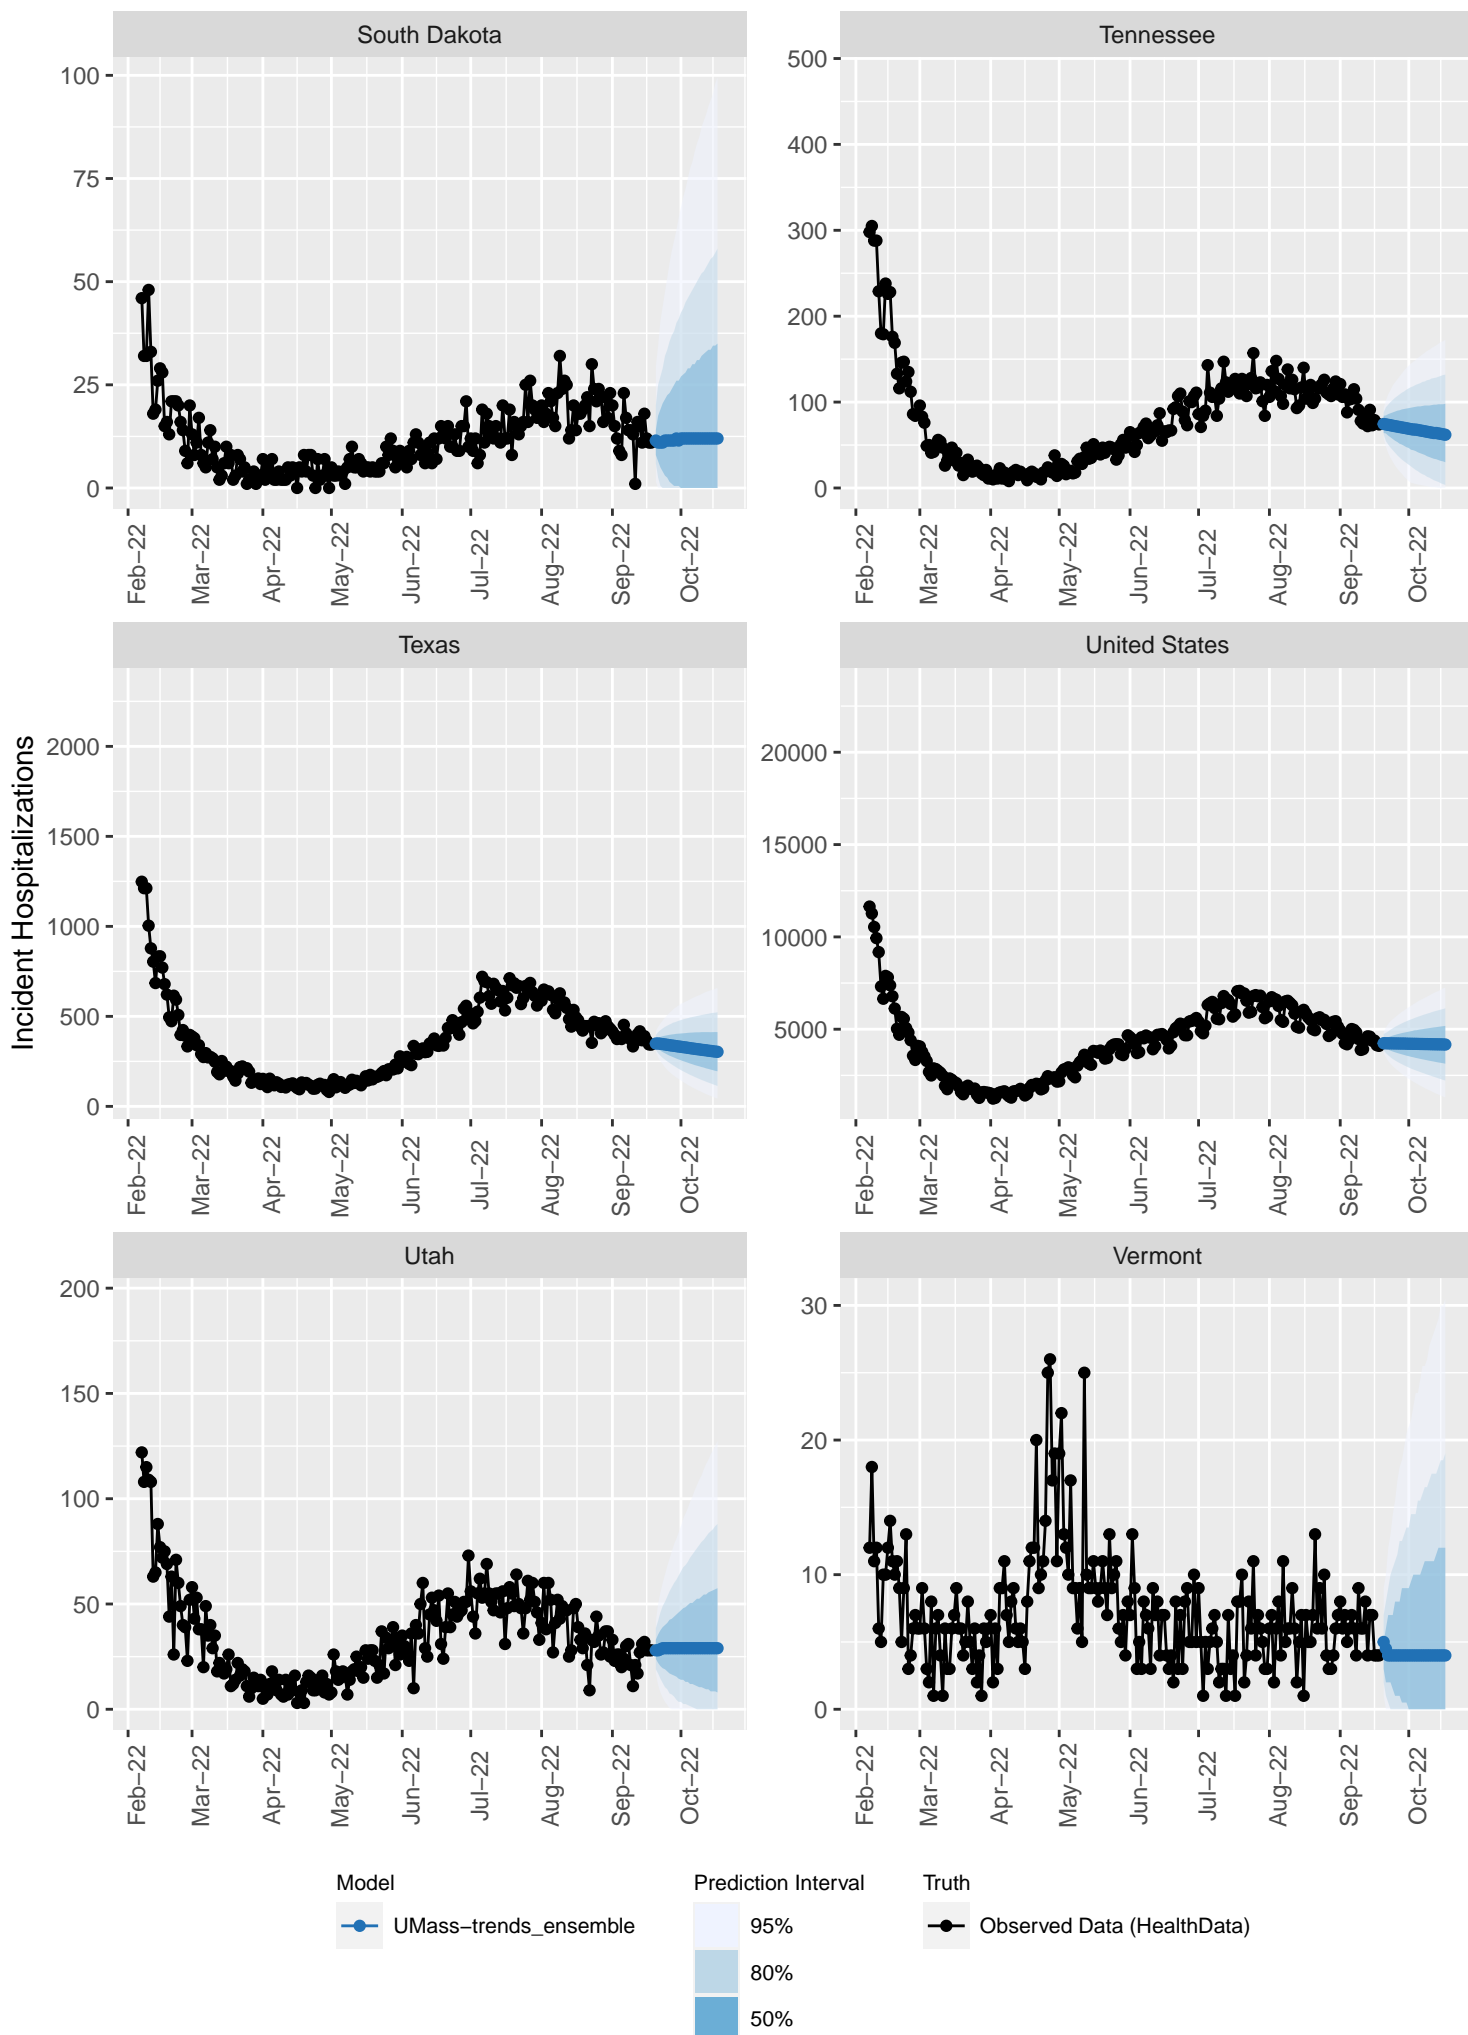 South Dakota
Tennessee
100
75
50
25
0
500
400
300
200
100
0
Feb−22
Mar−22
Apr−22
May−22
Jun−22
Jul−22
Aug−22
Sep−22
Oct−22
Feb−22
Mar−22
Apr−22
May−22
Jun−22
Jul−22
Aug−22
Sep−22
Oct−22
Texas
United States
Incident Hospitalizations
2000
1500
1000
500
0
20000
15000
10000
5000
Feb−22
Mar−22
Apr−22
May−22
Jun−22
Jul−22
Aug−22
Sep−22
Oct−22
Feb−22
Mar−22
Apr−22
May−22
Jun−22
Jul−22
Aug−22
Sep−22
Oct−22
Utah
Vermont
200
150
100
50
0
30
20
10
0
Feb−22
Mar−22
Apr−22
May−22
Jun−22
Jul−22
Aug−22
Sep−22
Oct−22
Feb−22
Mar−22
Apr−22
May−22
Jun−22
Jul−22
Aug−22
Sep−22
Oct−22
Model
UMass−trends_ensemble
Prediction Interval
95%
80%
50%
Truth
Observed Data (HealthData)